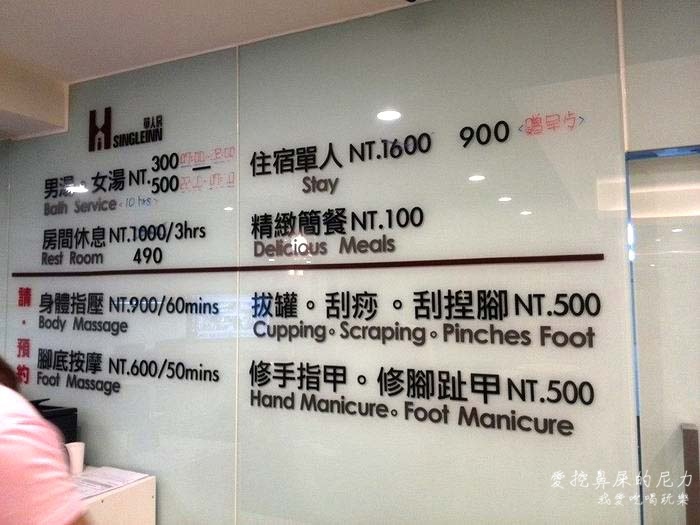 單人房
SINGLEINN
男湯。女湯 NT. 300
500
Bath Service <10 hrs>
房間休息 NT.1000/3hrs
Rest Room 490
住宿單人 NT.1600 900 <贈早点>
Stay
精緻簡餐 NT.100
Delicious Meals
請・預約
身體指壓 NT.900/60mins
Body Massage
腳底按摩 NT.600/50mins
Foot Massage
拔罐。刮痧。刮捏腳 NT.500
Cupping。Scraping。Pinches Foot
修手指甲。修腳趾甲 NT.500
Hand Manicure。Foot Manicure
愛挖鼻屎的尼力
我愛吃喝玩樂